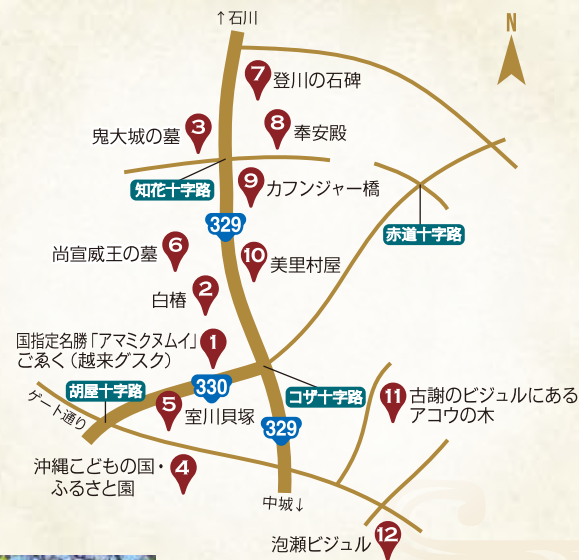 ↑石川
N
7
登川の石碑
8
奉安殿
鬼大城の墓
3
知花十字路
9
カフンジャー橋
329
赤道十字路
尚宣威王の墓
6
10
美里村屋
白椿
2
国指定名勝「アマミクヌムイ」
ごゑく(越来グスク)
1
胡屋十字路
330
コザ十字路
ゲート通り
5
室川貝塚
329
11
古謝のビジュルにある
アコウの木
沖縄こどもの国・
ふるさと園
4
中城↓
泡瀬ビジュル
12